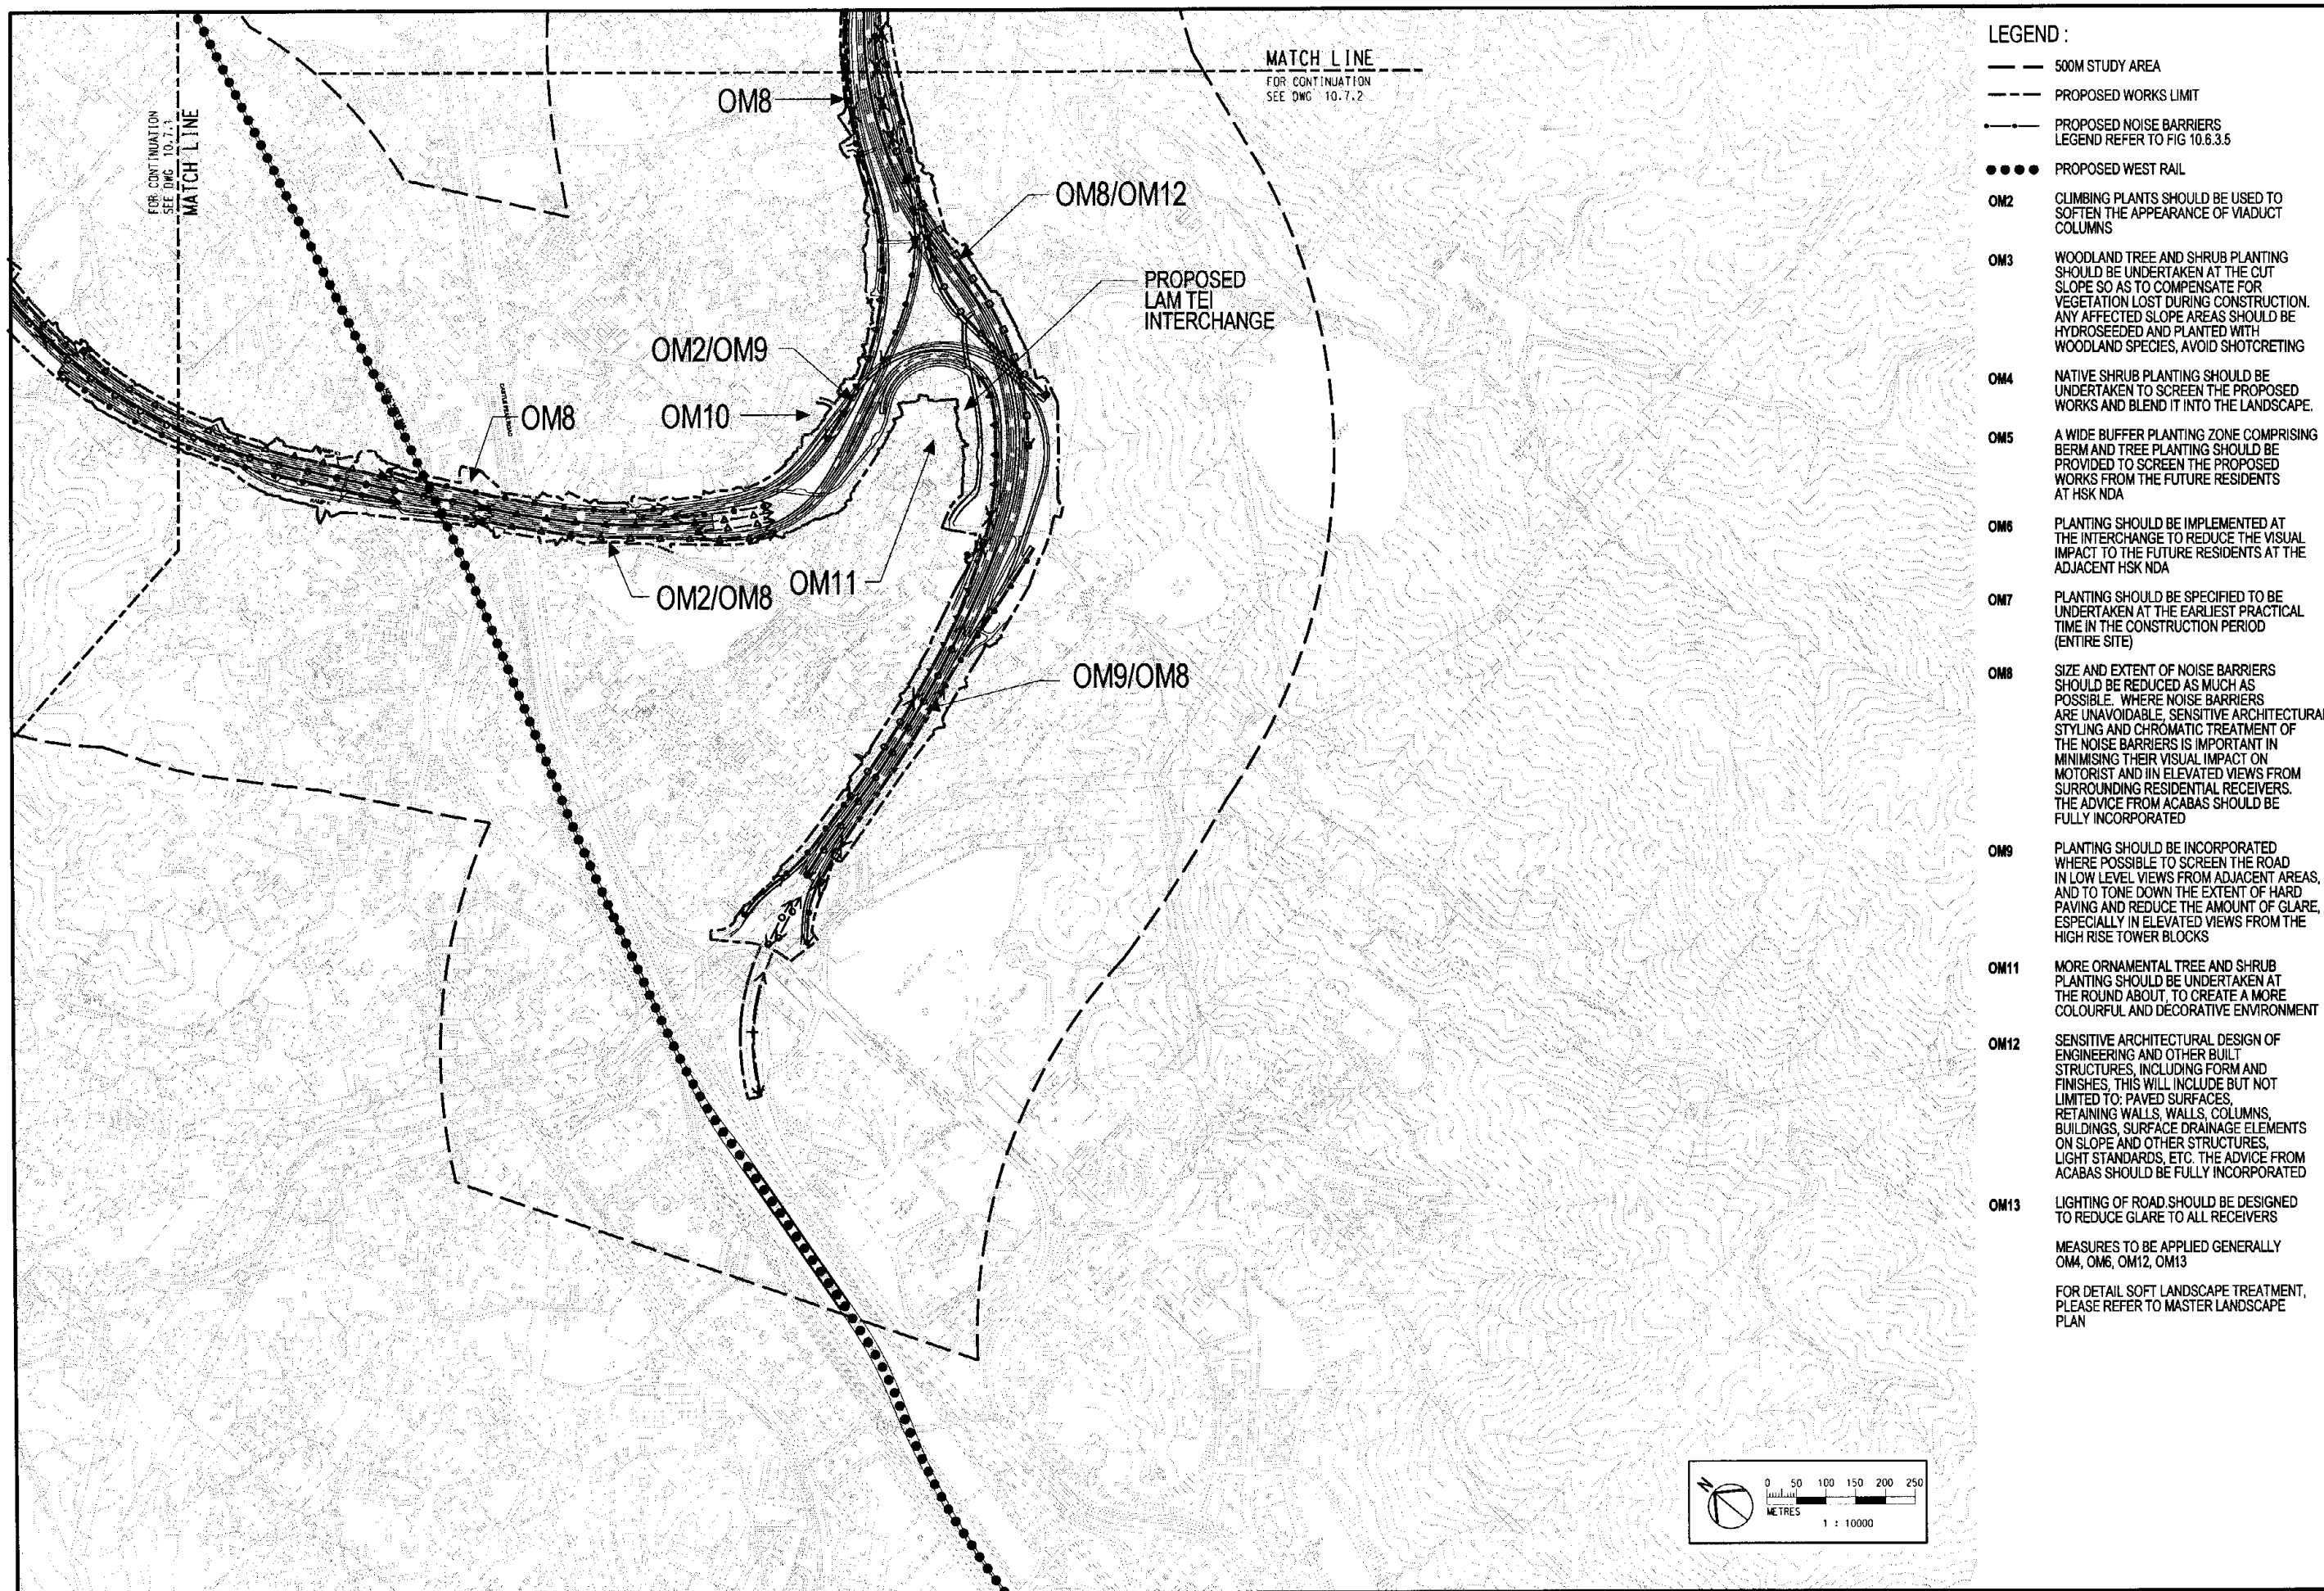 MATCH LINE
FOR CONTINUATION
SEE DWG 10.7.2
FOR CONTINUATION
SEE DWG 10.7.
MATCH LINE
OM8
OM8/OM12
PROPOSED
LAM TEI
INTERCHANGE
OM2/OM9
OM10
OM8
OM11
OM2/OM8
OM9/OM8
N
0 50 100 150 200 250
METRES
1 : 10000
LEGEND :
500M STUDY AREA
PROPOSED WORKS LIMIT
PROPOSED NOISE BARRIERS
LEGEND REFER TO FIG 10.6.3.5
PROPOSED WEST RAIL
OM2 CLIMBING PLANTS SHOULD BE USED TO
SOFTEN THE APPEARANCE OF VIADUCT
COLUMNS
OM3 WOODLAND TREE AND SHRUB PLANTING
SHOULD BE UNDERTAKEN AT THE CUT
SLOPE SO AS TO COMPENSATE FOR
VEGETATION LOST DURING CONSTRUCTION.
ANY AFFECTED SLOPE AREAS SHOULD BE
HYDROSEEDED AND PLANTED WITH
WOODLAND SPECIES, AVOID SHOTCRETING
OM4 NATIVE SHRUB PLANTING SHOULD BE
UNDERTAKEN TO SCREEN THE PROPOSED
WORKS AND BLEND IT INTO THE LANDSCAPE.
OM5 A WIDE BUFFER PLANTING ZONE COMPRISING
BERM AND TREE PLANTING SHOULD BE
PROVIDED TO SCREEN THE PROPOSED
WORKS FROM THE FUTURE RESIDENTS
AT HSK NDA
OM6 PLANTING SHOULD BE IMPLEMENTED AT
THE INTERCHANGE TO REDUCE THE VISUAL
IMPACT TO THE FUTURE RESIDENTS AT THE
ADJACENT HSK NDA
OM7 PLANTING SHOULD BE SPECIFIED TO BE
UNDERTAKEN AT THE EARLIEST PRACTICAL
TIME IN THE CONSTRUCTION PERIOD
(ENTIRE SITE)
OM8 SIZE AND EXTENT OF NOISE BARRIERS
SHOULD BE REDUCED AS MUCH AS
POSSIBLE. WHERE NOISE BARRIERS
ARE UNAVOIDABLE, SENSITIVE ARCHITECTURAL
STYLING AND CHROMATIC TREATMENT OF
THE NOISE BARRIERS IS IMPORTANT IN
MINIMISING THEIR VISUAL IMPACT ON
MOTORIST AND IIN ELEVATED VIEWS FROM
SURROUNDING RESIDENTIAL RECEIVERS.
THE ADVICE FROM ACABAS SHOULD BE
FULLY INCORPORATED
OM9 PLANTING SHOULD BE INCORPORATED
WHERE POSSIBLE TO SCREEN THE ROAD
IN LOW LEVEL VIEWS FROM ADJACENT AREAS,
AND TO TONE DOWN THE EXTENT OF HARD
PAVING AND REDUCE THE AMOUNT OF GLARE,
ESPECIALLY IN ELEVATED VIEWS FROM THE
HIGH RISE TOWER BLOCKS
OM11 MORE ORNAMENTAL TREE AND SHRUB
PLANTING SHOULD BE UNDERTAKEN AT
THE ROUND ABOUT, TO CREATE A MORE
COLOURFUL AND DECORATIVE ENVIRONMENT
OM12 SENSITIVE ARCHITECTURAL DESIGN OF
ENGINEERING AND OTHER BUILT
STRUCTURES, INCLUDING FORM AND
FINISHES, THIS WILL INCLUDE BUT NOT
LIMITED TO: PAVED SURFACES,
RETAINING WALLS, WALLS, COLUMNS,
BUILDINGS, SURFACE DRAINAGE ELEMENTS
ON SLOPE AND OTHER STRUCTURES,
LIGHT STANDARDS, ETC. THE ADVICE FROM
ACABAS SHOULD BE FULLY INCORPORATED
OM13 LIGHTING OF ROAD.SHOULD BE DESIGNED
TO REDUCE GLARE TO ALL RECEIVERS
MEASURES TO BE APPLIED GENERALLY
OM4, OM6, OM12, OM13
FOR DETAIL SOFT LANDSCAPE TREATMENT,
PLEASE REFER TO MASTER LANDSCAPE
PLAN